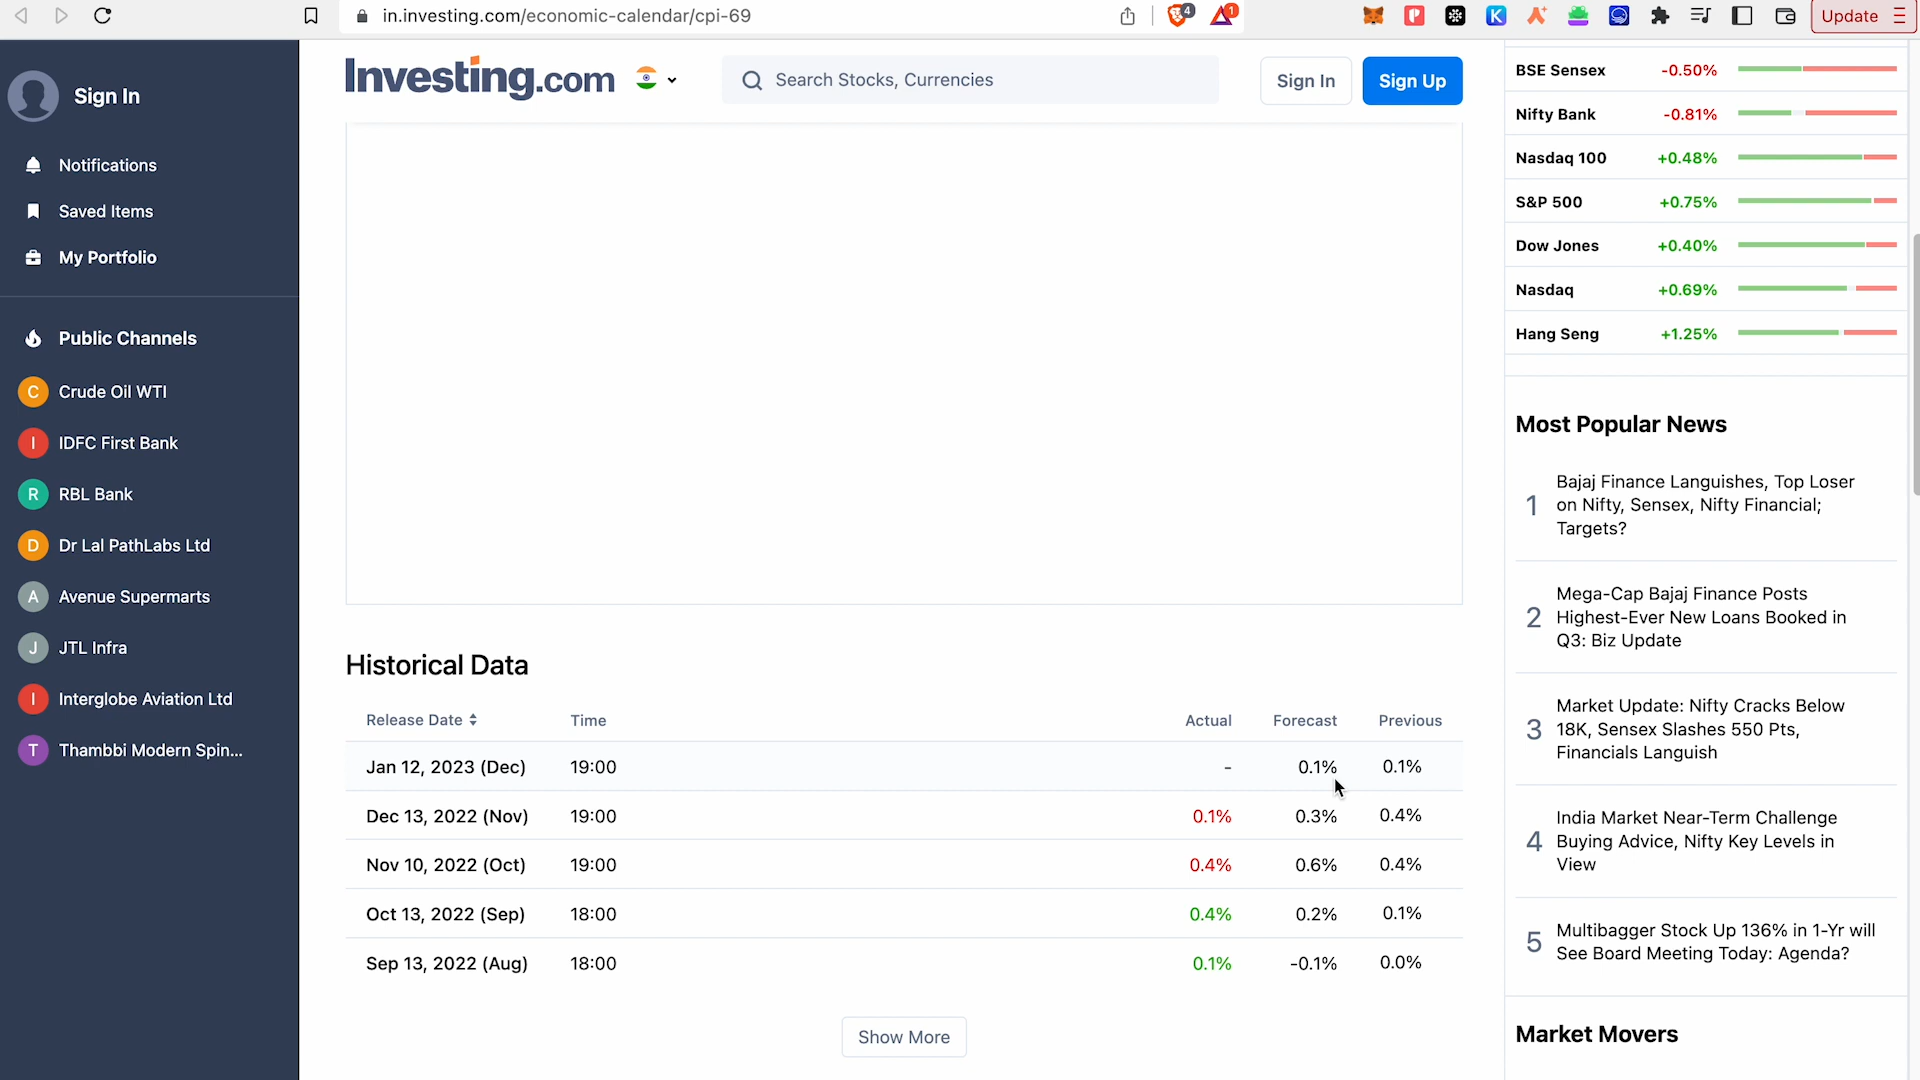 in.investing.com/economic-calendar/cpi-69
4
1
Update
Sign In
Notifications
Saved Items
My Portfolio
Public Channels
C Crude Oil WTI
I IDFC First Bank
R RBL Bank
D Dr Lal PathLabs Ltd
A Avenue Supermarts
J JTL Infra
I Interglobe Aviation Ltd
T Thambbi Modern Spin...
Investing.com
Search Stocks, Currencies
Sign In
Sign Up
Historical Data
Release Date Time Actual Forecast Previous
Jan 12, 2023 (Dec) 19:00 - 0.1% 0.1%
Dec 13, 2022 (Nov) 19:00 0.1% 0.3% 0.4%
Nov 10, 2022 (Oct) 19:00 0.4% 0.6% 0.4%
Oct 13, 2022 (Sep) 18:00 0.4% 0.2% 0.1%
Sep 13, 2022 (Aug) 18:00 0.1% -0.1% 0.0%
Show More
BSE Sensex -0.50%
Nifty Bank -0.81%
Nasdaq 100 +0.48%
S&P 500 +0.75%
Dow Jones +0.40%
Nasdaq +0.69%
Hang Seng +1.25%
Most Popular News
1
Bajaj Finance Languishes, Top Loser
on Nifty, Sensex, Nifty Financial;
Targets?
2
Mega-Cap Bajaj Finance Posts
Highest-Ever New Loans Booked in
Q3: Biz Update
3
Market Update: Nifty Cracks Below
18K, Sensex Slashes 550 Pts,
Financials Languish
4
India Market Near-Term Challenge
Buying Advice, Nifty Key Levels in
View
5
Multibagger Stock Up 136% in 1-Yr will
See Board Meeting Today: Agenda?
Market Movers